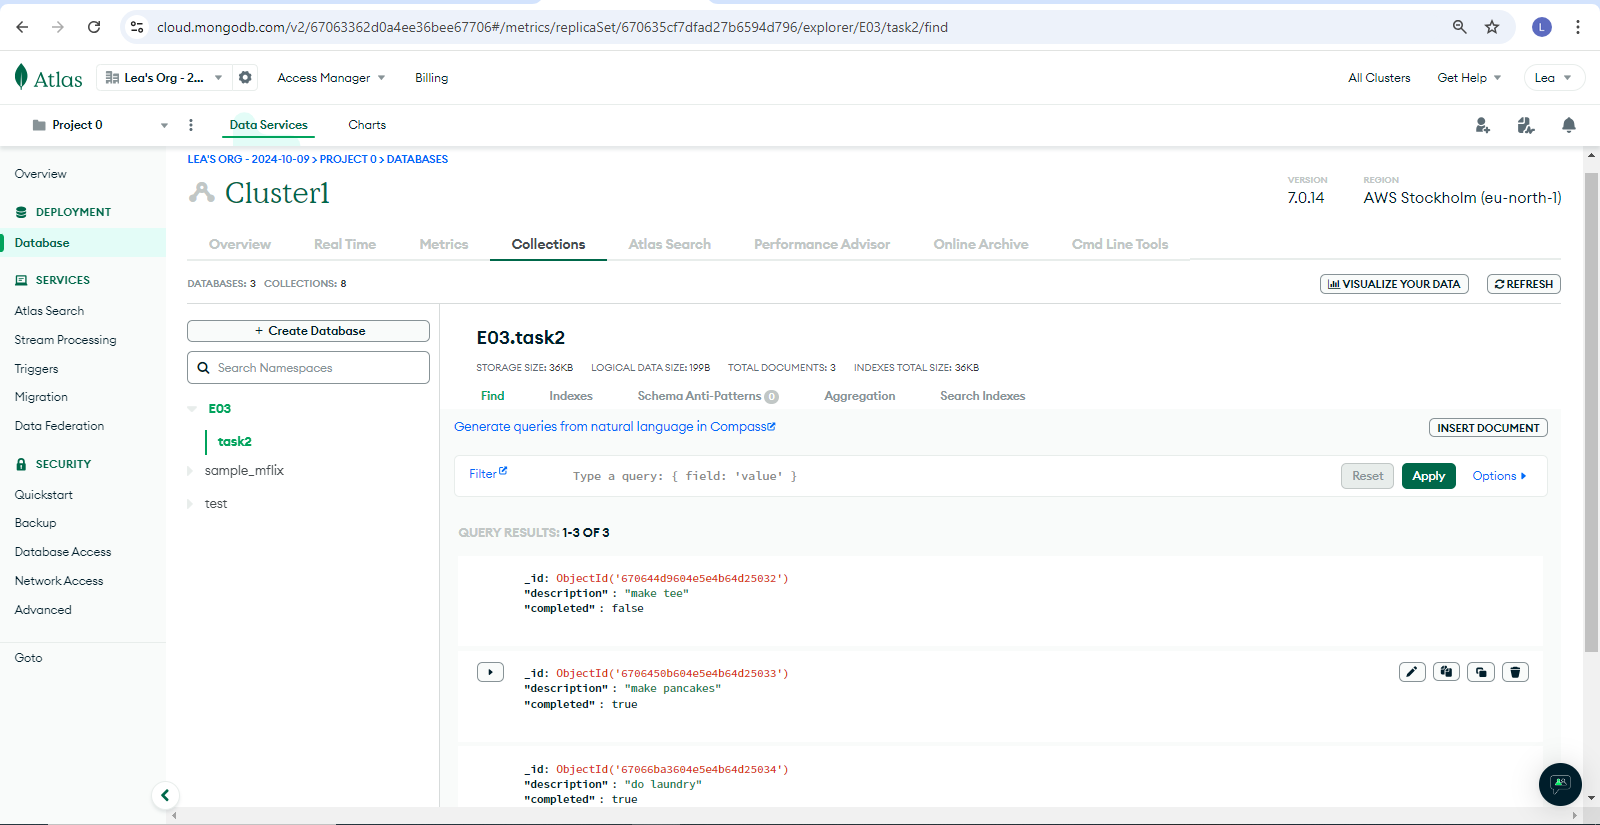 cloud.mongodb.com/v2/67063362d0a4ee36bee67706#/metrics/replicaSet/670635cf7dfad27b6594d796/explorer/E03/task2/find
L
Atlas
Lea's Org - 2...
Access Manager
Billing
All Clusters
Get Help
Lea
Project 0
Data Services
Charts
Overview
DEPLOYMENT
Database
SERVICES
Atlas Search
Stream Processing
Triggers
Migration
Data Federation
SECURITY
Quickstart
Backup
Database Access
Network Access
Advanced
Goto
LEA'S ORG - 2024-10-09 > PROJECT 0 > DATABASES
Cluster1
VERSION
7.0.14
REGION
AWS Stockholm (eu-north-1)
Overview
Real Time
Metrics
Collections
Atlas Search
Performance Advisor
Online Archive
Cmd Line Tools
DATABASES: 3 COLLECTIONS: 8
VISUALIZE YOUR DATA
REFRESH
+ Create Database
Search Namespaces
E03
task2
sample_mflix
test
E03.task2
STORAGE SIZE: 36KB LOGICAL DATA SIZE: 199B TOTAL DOCUMENTS: 3 INDEXES TOTAL SIZE: 36KB
Find
Indexes
Schema Anti-Patterns 0
Aggregation
Search Indexes
Generate queries from natural language in Compass
INSERT DOCUMENT
Filter
Type a query: { field: 'value' }
Reset
Apply
Options
QUERY RESULTS: 1-3 OF 3
_id: ObjectId('670644d9604e5e4b64d25032')
"description" : "make tee"
"completed" : false
_id: ObjectId('6706450b604e5e4b64d25033')
"description" : "make pancakes"
"completed" : true
_id: ObjectId('67066ba3604e5e4b64d25034')
"description" : "do laundry"
"completed" : true